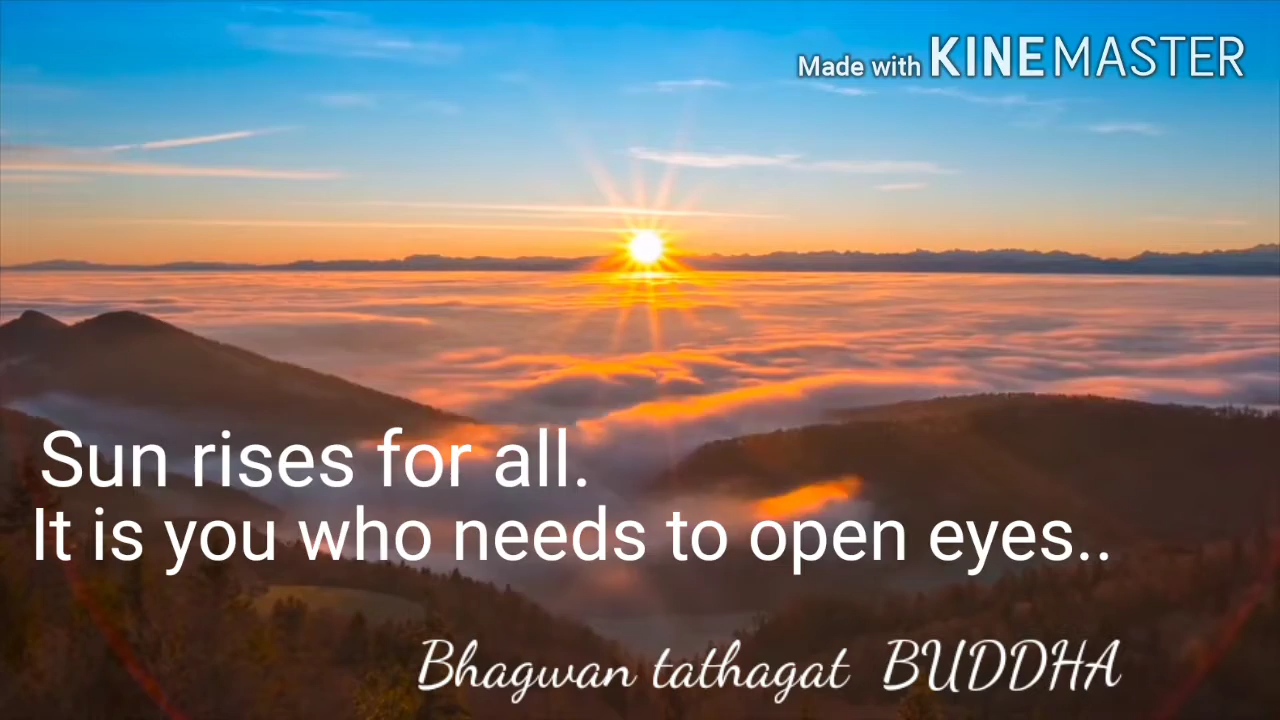 Made with KINEMASTER
Sun rises for all.
It is you who needs to open eyes..
Bhagwan tathagat BUDDHA